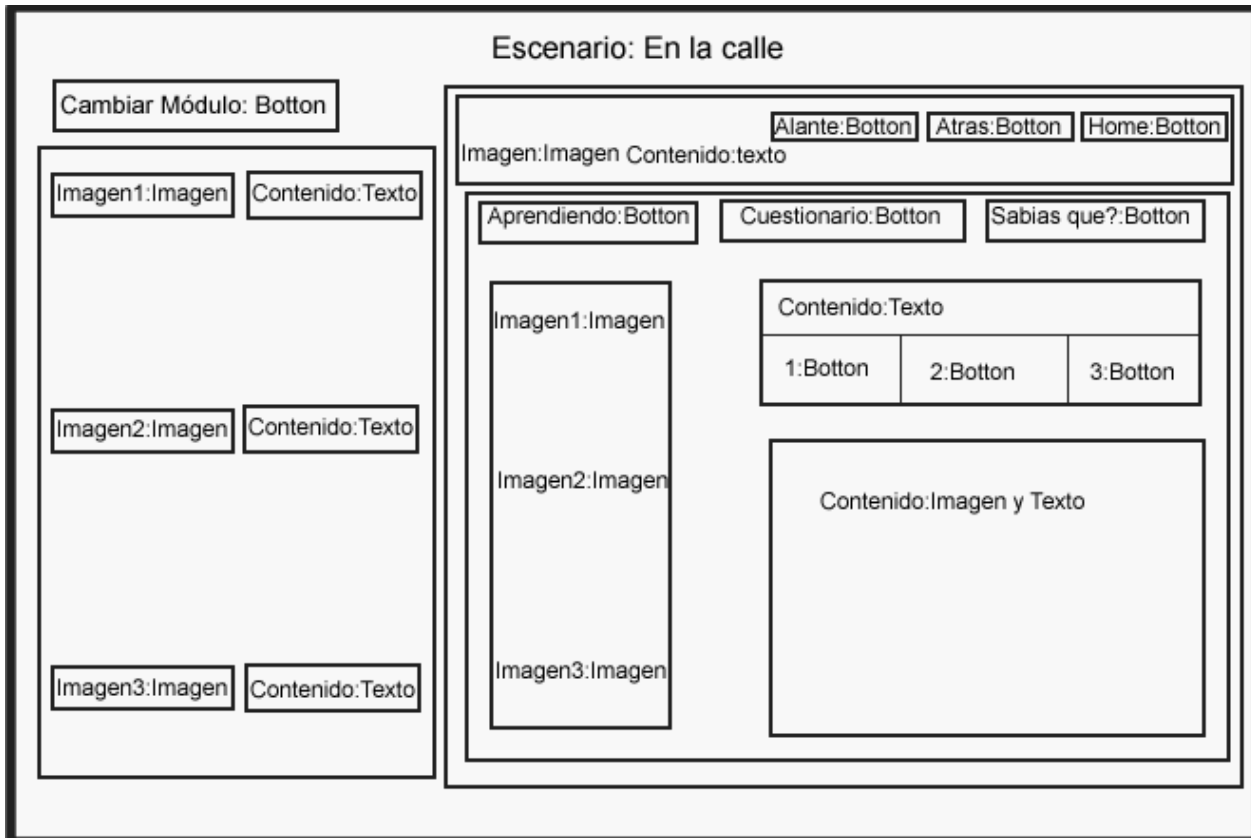 Escenario: En la calle
Cambiar Módulo: Botton
Imagen1:Imagen
Contenido:Texto
Imagen2:Imagen
Contenido:Texto
Imagen3:Imagen
Contenido:Texto
Alante:Botton
Atras:Botton
Home:Botton
Imagen:Imagen
Contenido:texto
Aprendiendo:Botton
Cuestionario:Botton
Sabias que?:Botton
Imagen1:Imagen
Imagen2:Imagen
Imagen3:Imagen
Contenido:Texto
1:Botton
2:Botton
3:Botton
Contenido:Imagen y Texto